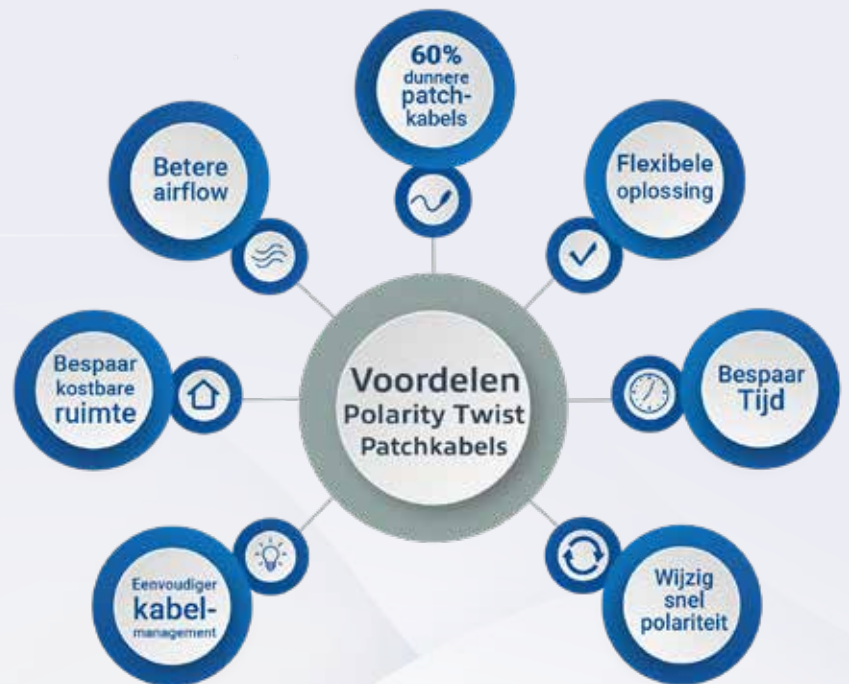 60%
dunnere
patch-
kabels
Flexibele
oplossing
Bespaar
Tijd
Wijzig
snel
polariteit
Eenvoudiger
kabel-
management
Bespaar
kostbare
ruimte
Betere
airflow
Voordelen
Polarity Twist
Patchkabels